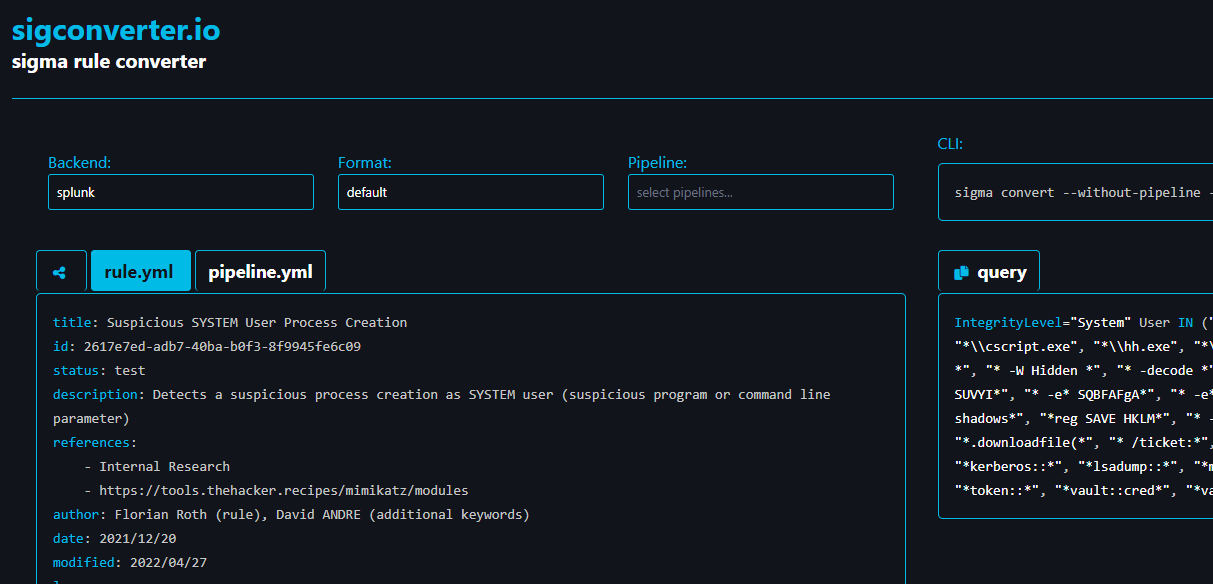 sigconverter.io
sigma rule converter
Backend:
splunk
Format:
default
Pipeline:
select pipelines...
CLI:
sigma convert --without-pipeline -
rule.yml
pipeline.yml
title: Suspicious SYSTEM User Process Creation
id: 2617e7ed-adb7-40ba-b0f3-8f9945fe6c09
status: test
description: Detects a suspicious process creation as SYSTEM user (suspicious program or command line
parameter)
references:
- Internal Research
- https://tools.thehacker.recipes/mimikatz/modules
author: Florian Roth (rule), David ANDRE (additional keywords)
date: 2021/12/20
modified: 2022/04/27
query
IntegrityLevel="System" User IN ("
"*\\cscript.exe", "*\\hh.exe", "*\
*", "* -W Hidden *", "* -decode *"
SUVYI*", "* -e* SQBFAFgA*", "* -e*
shadows*", "*reg SAVE HKLM*", "* -
"*.downloadfile(*", "* /ticket:*",
"*kerberos::*", "*lsadump::*", "*m
"*token::*", "*vault::cred*", "*va